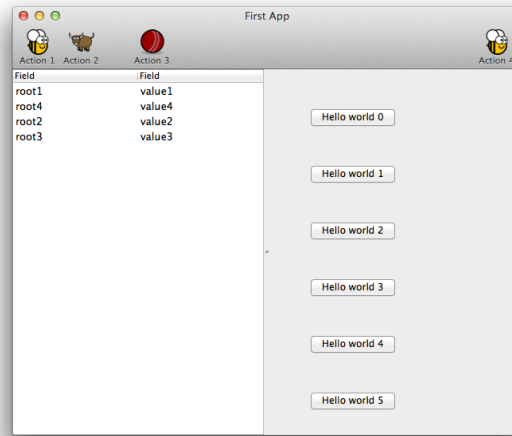 First App
Action 1 Action 2 Action 3 Action 4
Field Field
root1 value1
root4 value4
root2 value2
root3 value3
Hello world 0
Hello world 1
Hello world 2
Hello world 3
Hello world 4
Hello world 5